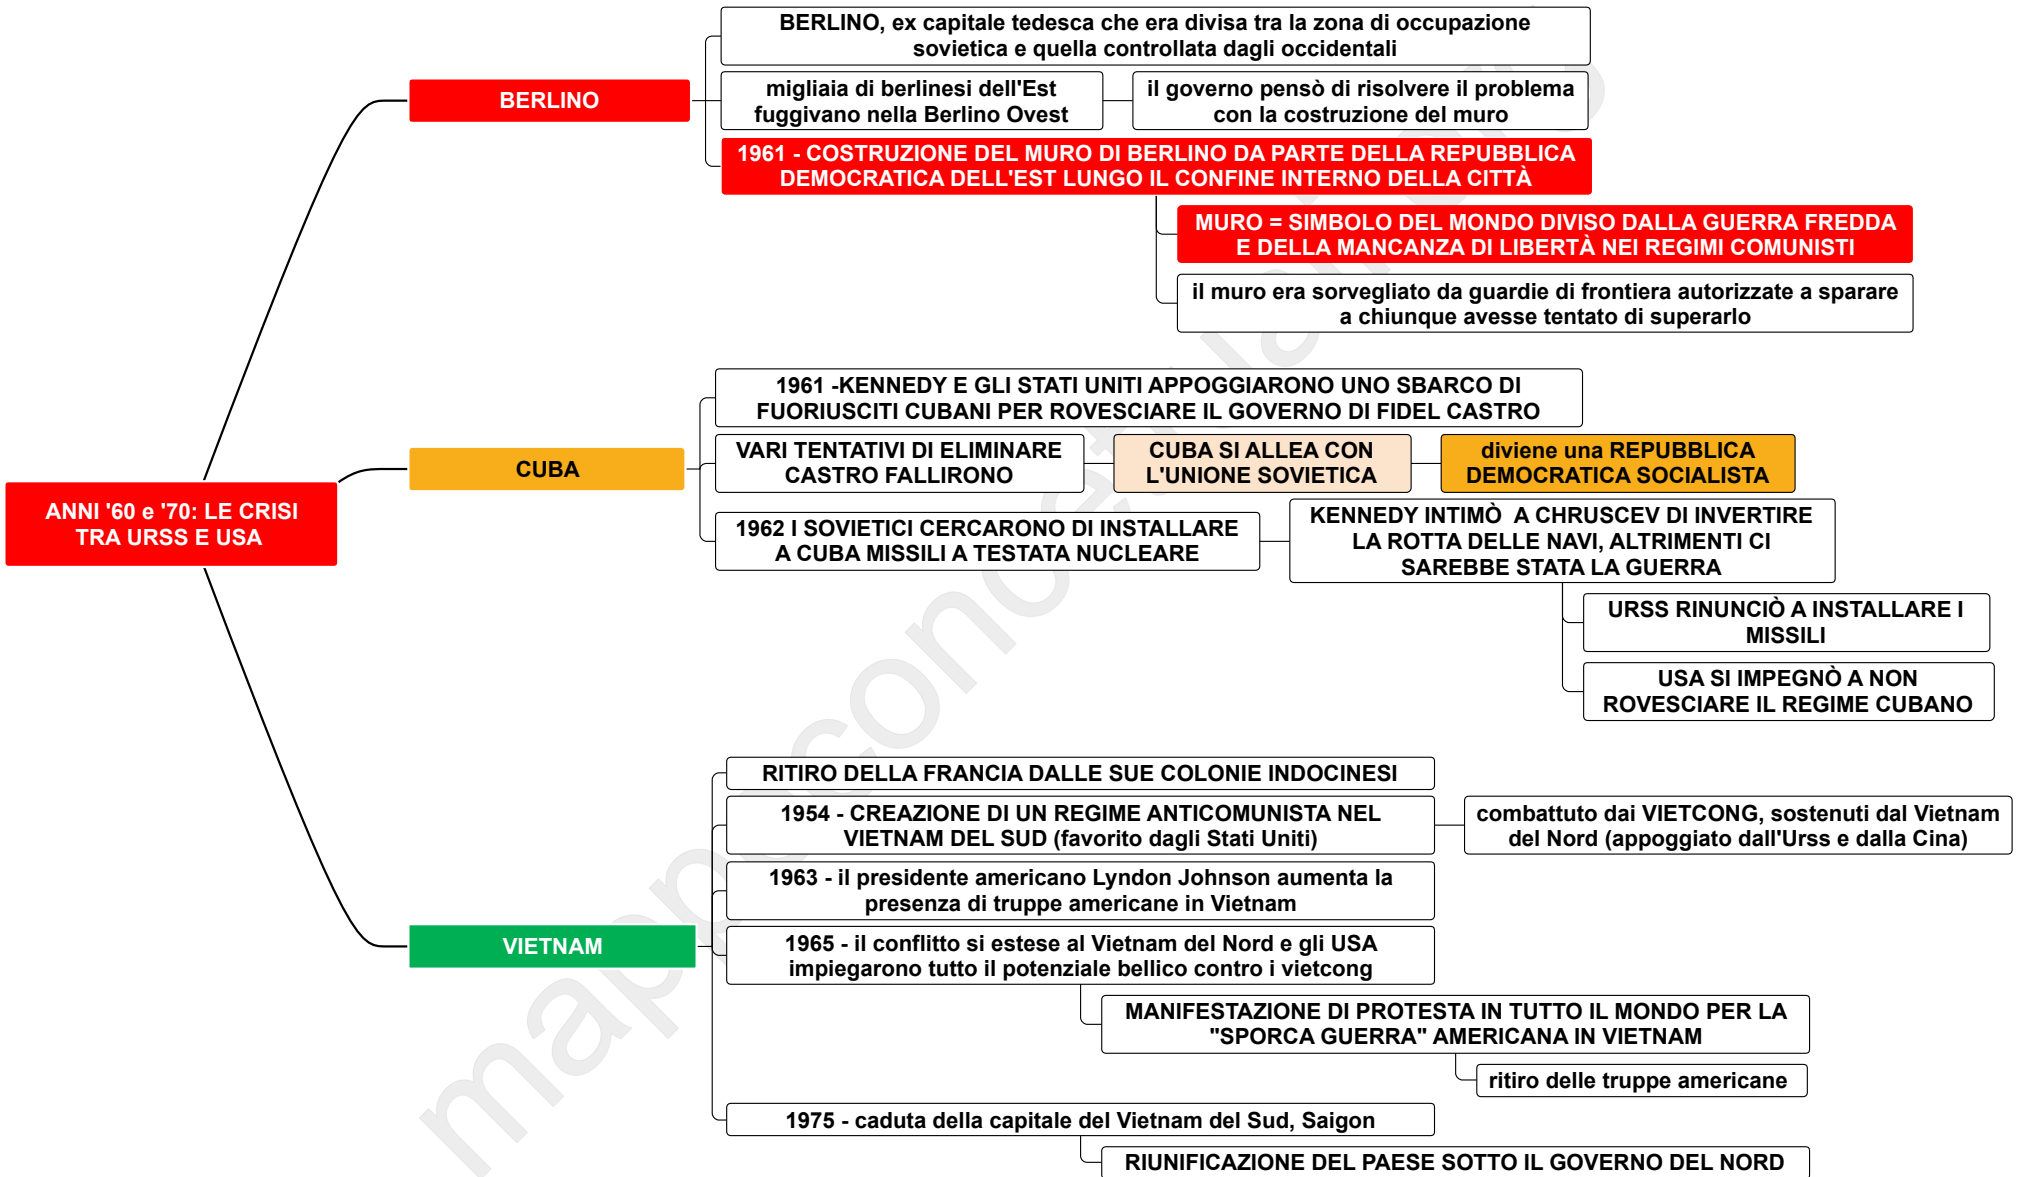 BERLINO, ex capitale tedesca che era divisa tra la zona di occupazione
sovietica e quella controllata dagli occidentali
BERLINO
migliaia di berlinesi dell'Est
fuggivano nella Berlino Ovest
il governo pensò di risolvere il problema
con la costruzione del muro
1961 - COSTRUZIONE DEL MURO DI BERLINO DA PARTE DELLA REPUBBLICA
DEMOCRATICA DELL'EST LUNGO IL CONFINE INTERNO DELLA CITTÀ
MURO = SIMBOLO DEL MONDO DIVISO DALLA GUERRA FREDDA
E DELLA MANCANZA DI LIBERTÀ NEI REGIMI COMUNISTI
il muro era sorvegliato da guardie di frontiera autorizzate a sparare
a chiunque avesse tentato di superarlo
1961 -KENNEDY E GLI STATI UNITI APPOGGIARONO UNO SBARCO DI
FUORIUSCITI CUBANI PER ROVESCIARE IL GOVERNO DI FIDEL CASTRO
CUBA
VARI TENTATIVI DI ELIMINARE
CASTRO FALLIRONO
CUBA SI ALLEA CON
L'UNIONE SOVIETICA
diviene una REPUBBLICA
DEMOCRATICA SOCIALISTA
ANNI '60 e '70: LE CRISI
TRA URSS E USA
1962 I SOVIETICI CERCARONO DI INSTALLARE
A CUBA MISSILI A TESTATA NUCLEARE
KENNEDY INTIMÒ  A CHRUSCEV DI INVERTIRE
LA ROTTA DELLE NAVI, ALTRIMENTI CI
SAREBBE STATA LA GUERRA
URSS RINUNCIÒ A INSTALLARE I
MISSILI
USA SI IMPEGNÒ A NON
ROVESCIARE IL REGIME CUBANO
RITIRO DELLA FRANCIA DALLE SUE COLONIE INDOCINESI
1954 - CREAZIONE DI UN REGIME ANTICOMUNISTA NEL
VIETNAM DEL SUD (favorito dagli Stati Uniti)
combattuto dai VIETCONG, sostenuti dal Vietnam
del Nord (appoggiato dall'Urss e dalla Cina)
1963 - il presidente americano Lyndon Johnson aumenta la
presenza di truppe americane in Vietnam
VIETNAM
1965 - il conflitto si estese al Vietnam del Nord e gli USA
impiegarono tutto il potenziale bellico contro i vietcong
MANIFESTAZIONE DI PROTESTA IN TUTTO IL MONDO PER LA
"SPORCA GUERRA" AMERICANA IN VIETNAM
ritiro delle truppe americane
1975 - caduta della capitale del Vietnam del Sud, Saigon
RIUNIFICAZIONE DEL PAESE SOTTO IL GOVERNO DEL NORD